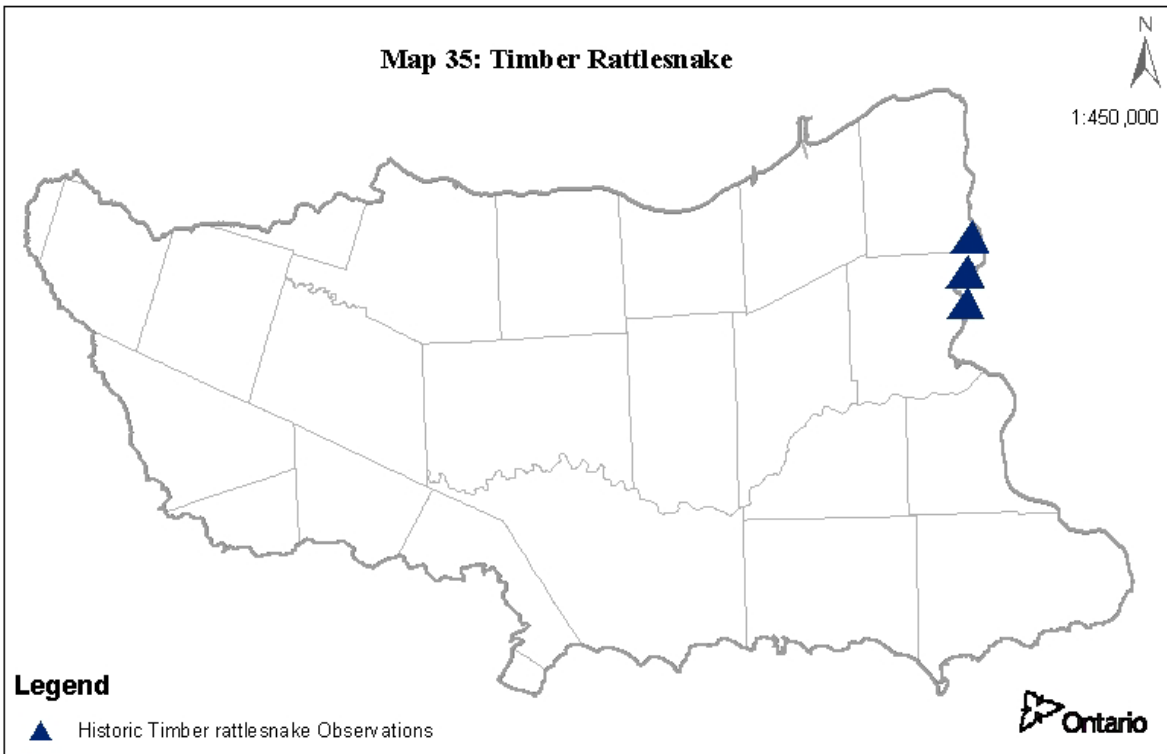 Map 35: Timber Rattlesnake
N
1:450,000
Legend
Historic Timber rattlesnake Observations
Ontario